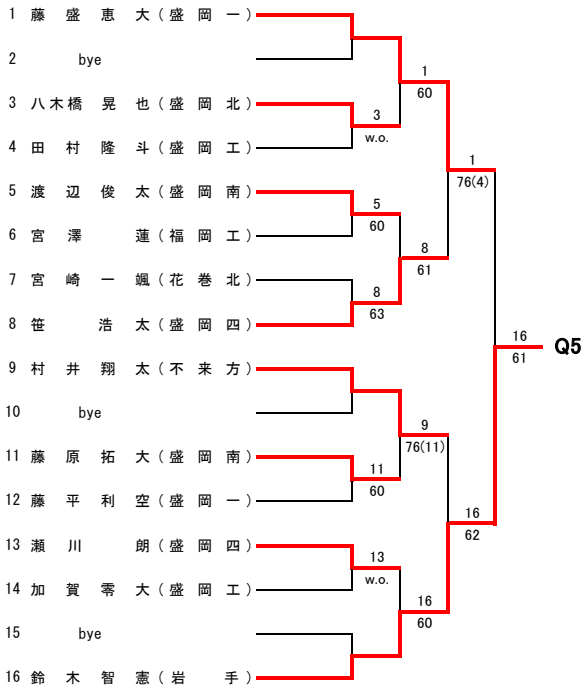 1 藤盛恵大(盛岡一)
2 bye
1
60
3 八木橋晃也(盛岡北)
3
w.o.
4 田村隆斗(盛岡工)
1
76(4)
5 渡辺俊太(盛岡南)
5
60
6 宮澤蓮(福岡工)
8
61
7 宮崎一颯(花巻北)
8
63
8 笹浩太(盛岡四)
16
61
Q5
9 村井翔太(不来方)
10 bye
9
76(11)
11 藤原拓大(盛岡南)
11
60
12 藤平利空(盛岡一)
16
62
13 瀬川朗(盛岡四)
13
w.o.
14 加賀零大(盛岡工)
16
60
15 bye
16 鈴木智憲(岩手)